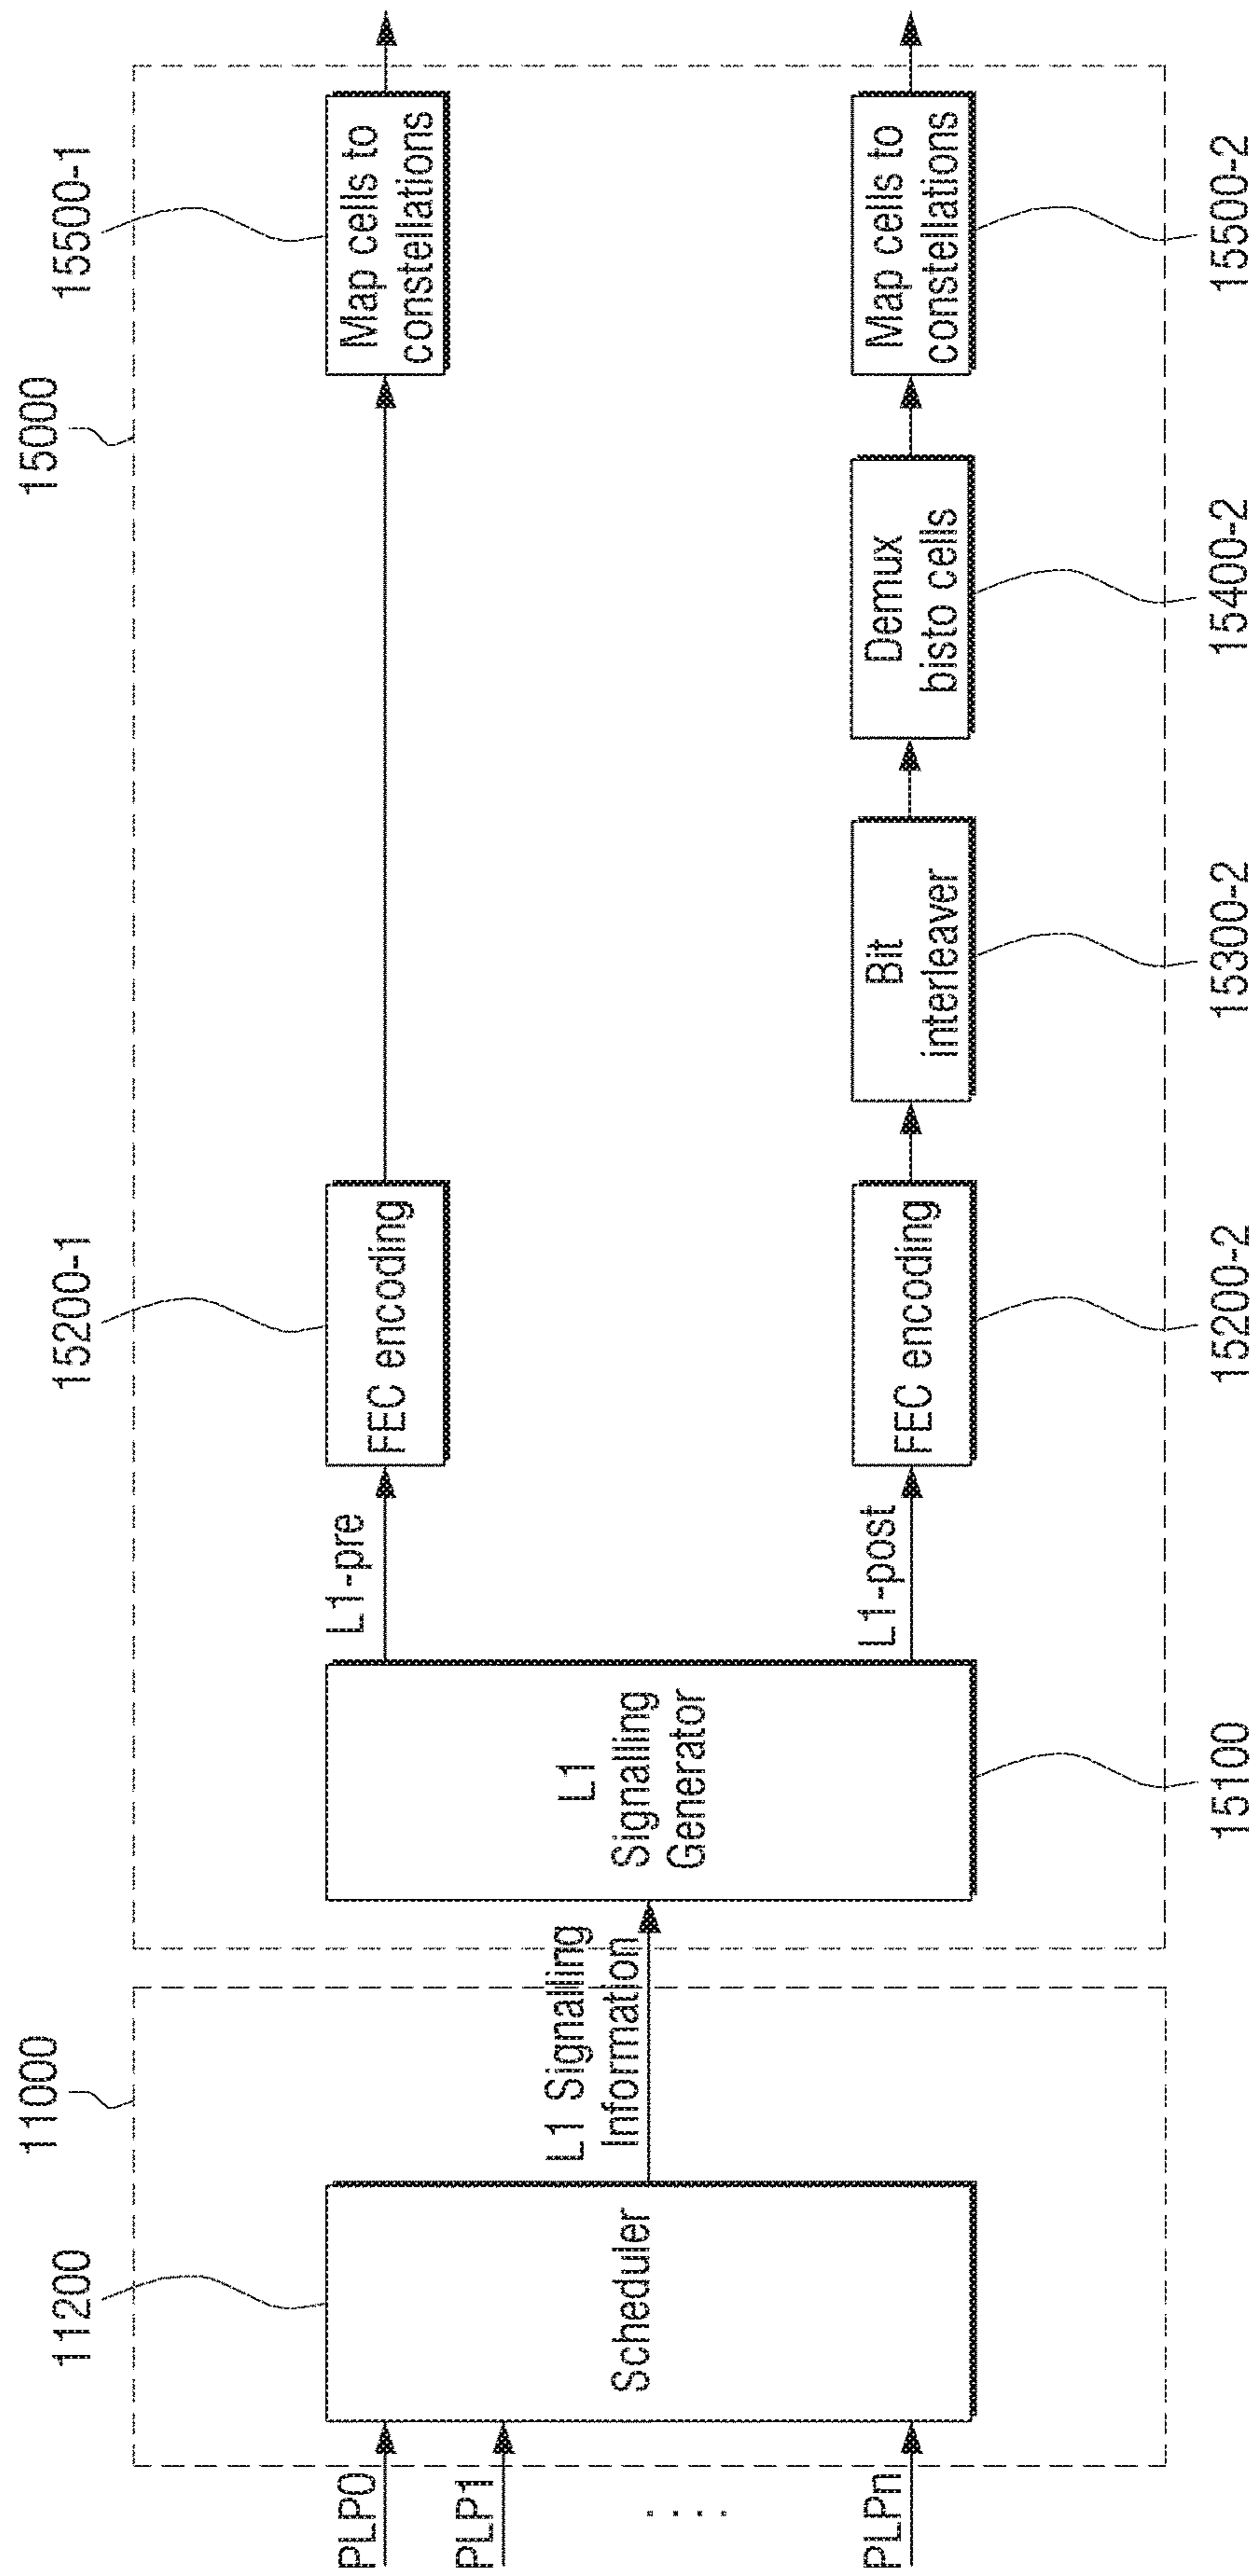 11000
15000
11200
15200-1
15500-1
PLP0
PLP1
....
PLPn
Scheduler
L1 Signalling
Information
L1
Signalling
Generator
L1-pre
FEC encoding
Map cells to
constellations
L1-post
FEC encoding
Bit
interleaver
Demux
bisto cells
Map cells to
constellations
15100
15200-2
15300-2
15400-2
15500-2